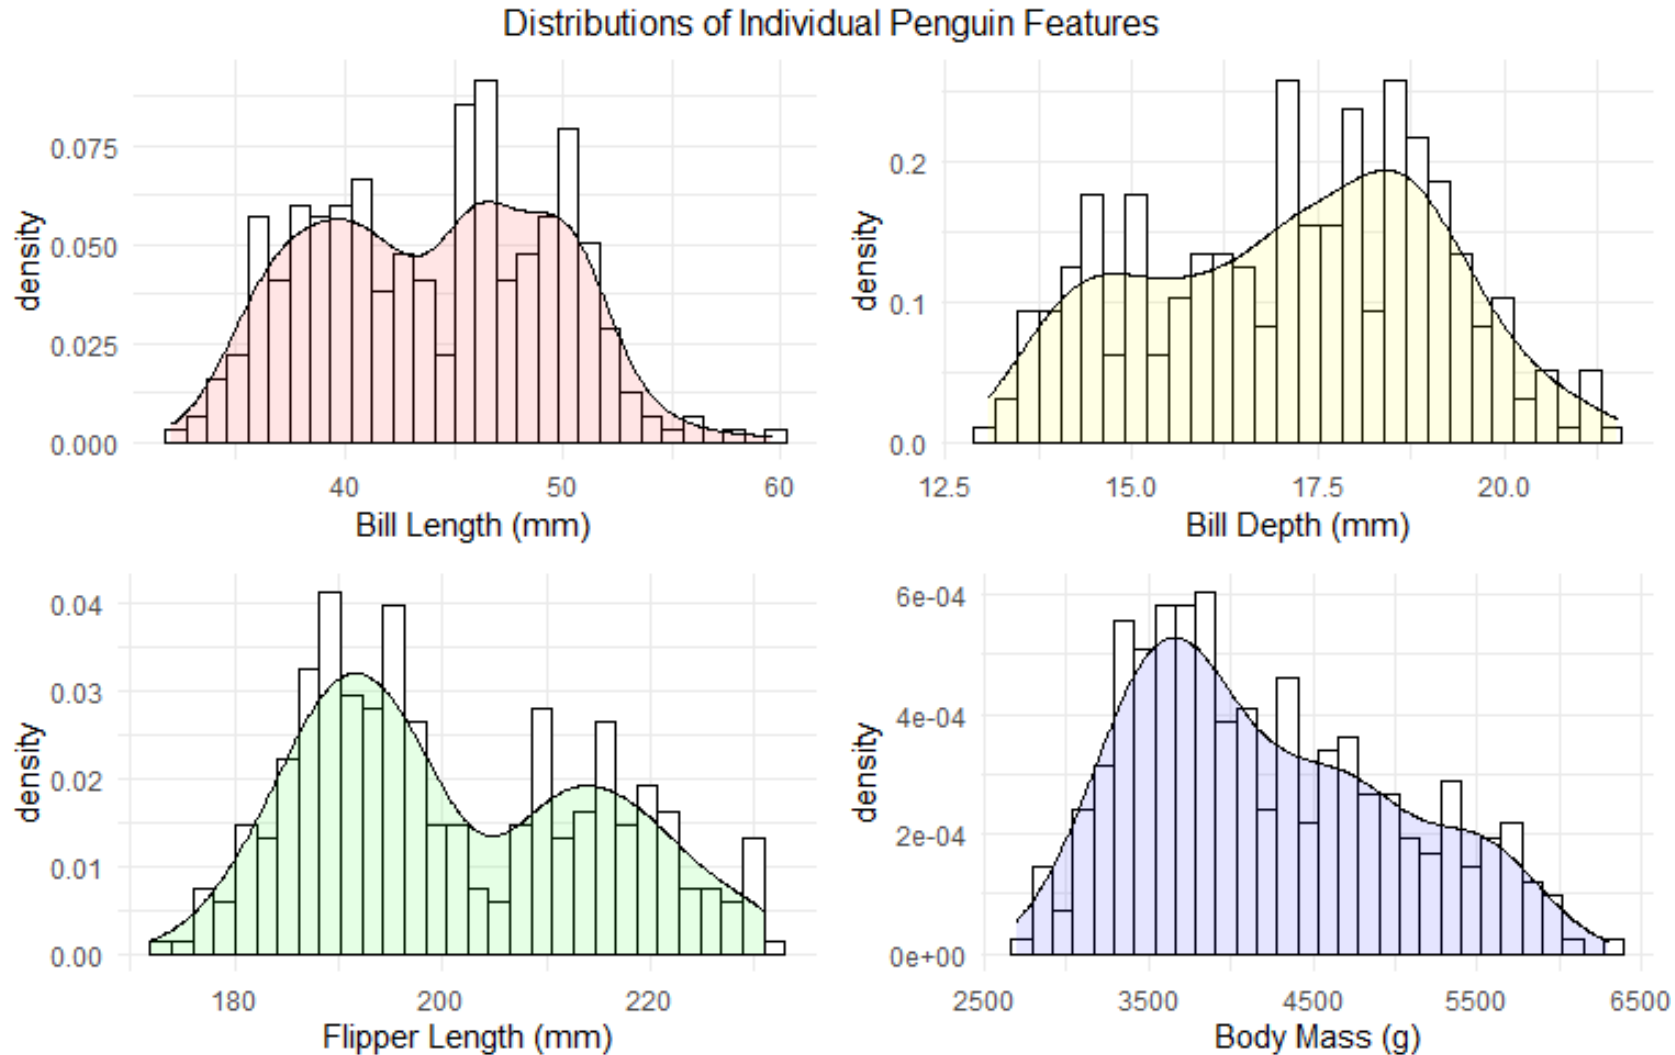 Distributions of Individual Penguin Features
density
0.075
0.050
0.025
0.000
40 50 60
Bill Length (mm)
density
0.2
0.1
0.0
12.5 15.0 17.5 20.0
Bill Depth (mm)
density
0.04
0.03
0.02
0.01
0.00
180 200 220
Flipper Length (mm)
density
6e-04
4e-04
2e-04
0e+00
2500 3500 4500 5500 6500
Body Mass (g)